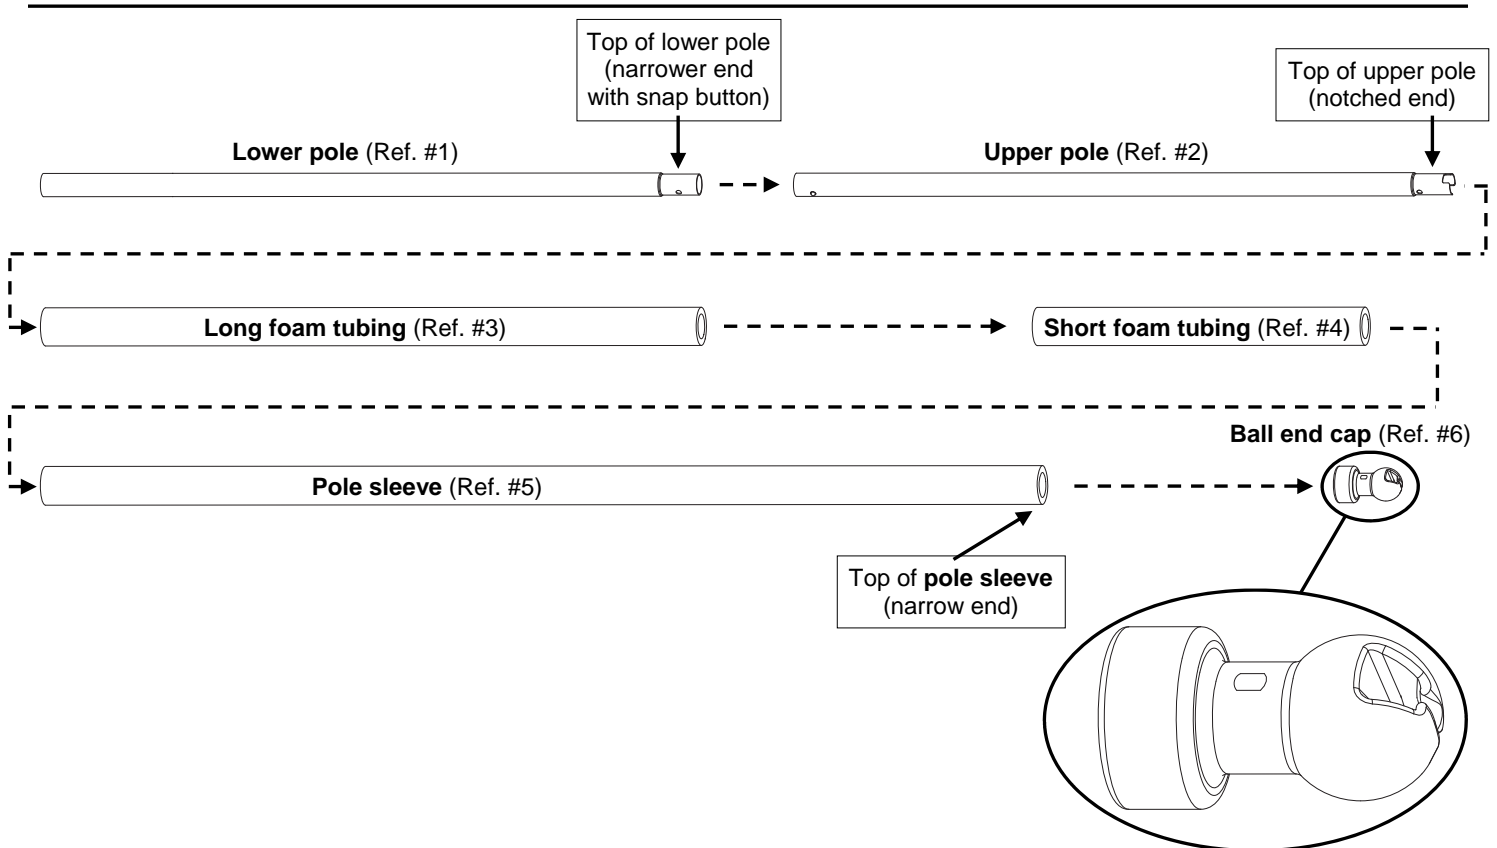 Top of lower pole
(narrower end
with snap button)
Top of upper pole
(notched end)
Lower pole (Ref. #1)
Upper pole (Ref. #2)
Long foam tubing (Ref. #3)
Short foam tubing (Ref. #4)
Ball end cap (Ref. #6)
Pole sleeve (Ref. #5)
Top of pole sleeve
(narrow end)